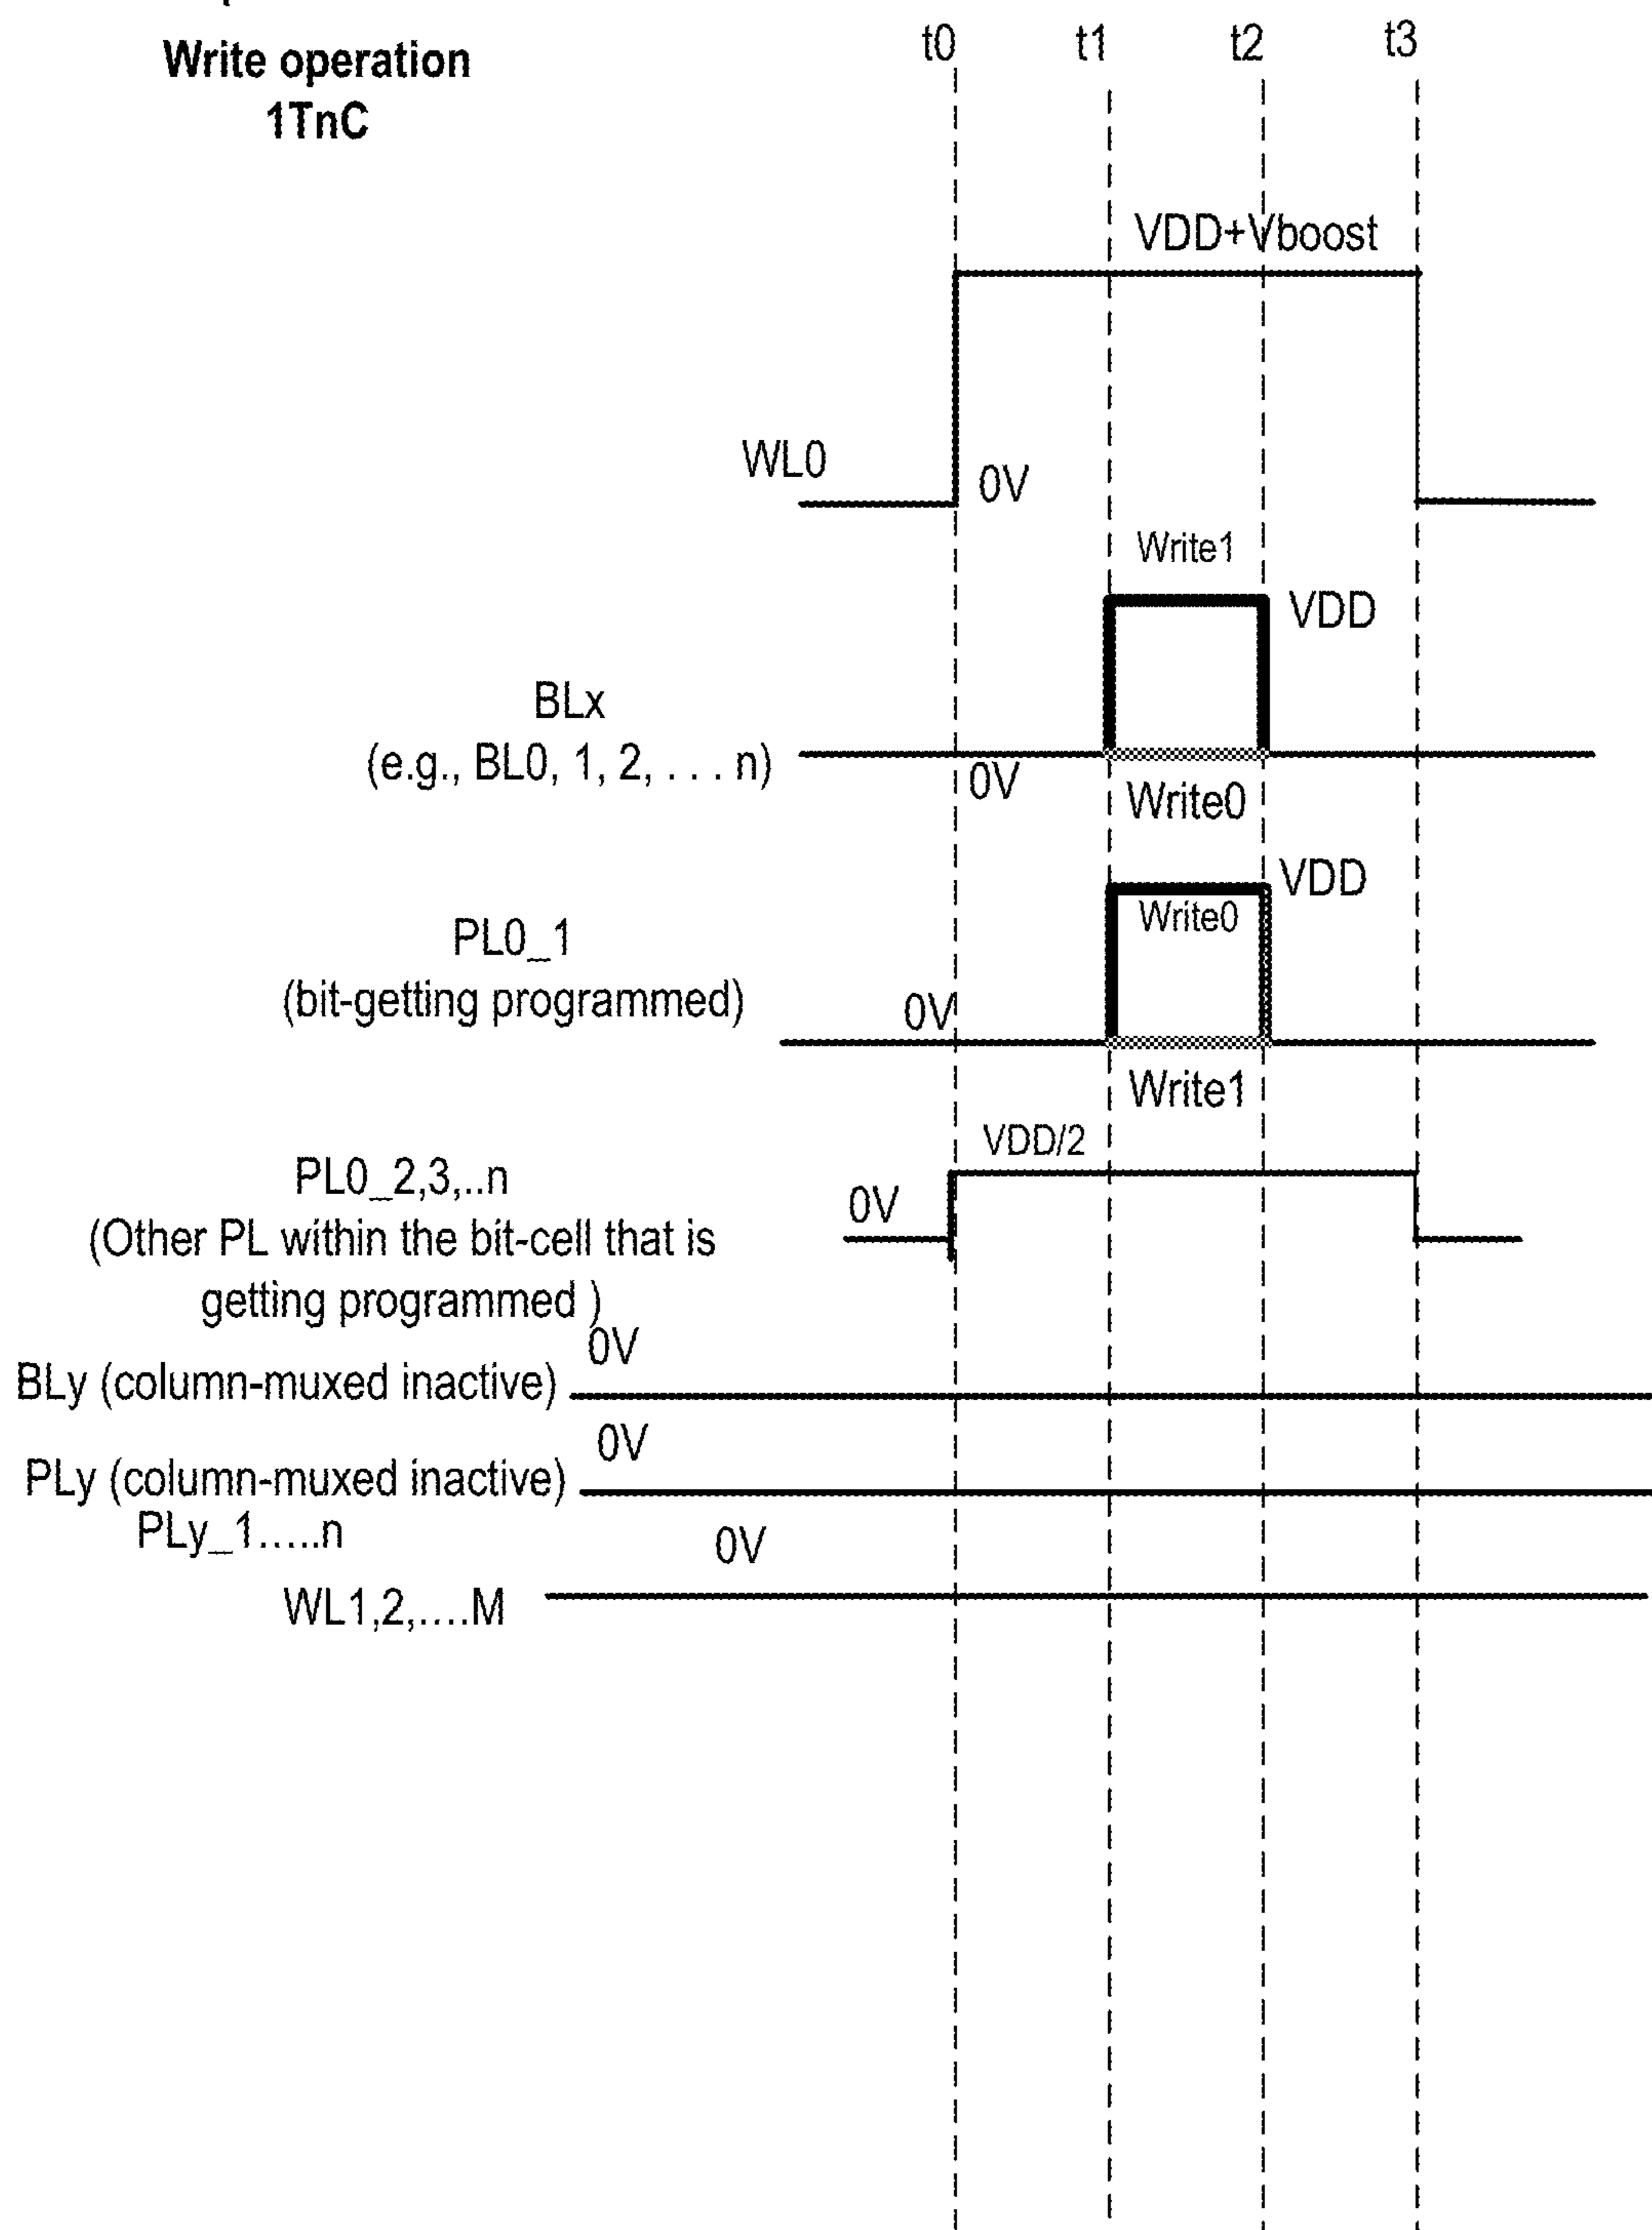 Write operation
1TnC
t0 t1 t2 t3
VDD+Vboost
WL0
0V
Write1
VDD
BLx
(e.g., BL0, 1, 2, . . . n)
0V
Write0
VDD
Write0
PL0_1
(bit-getting programmed)
0V
Write1
VDD/2
PL0_2,3,..n
0V
(Other PL within the bit-cell that is
getting programmed )
0V
BLy (column-muxed inactive)
0V
PLy (column-muxed inactive)
PLy_1.....n
0V
WL1,2,....M